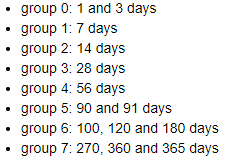 • group 0: 1 and 3 days
• group 1: 7 days
• group 2: 14 days
• group 3: 28 days
• group 4: 56 days
• group 5: 90 and 91 days
• group 6: 100, 120 and 180 days
• group 7: 270, 360 and 365 days